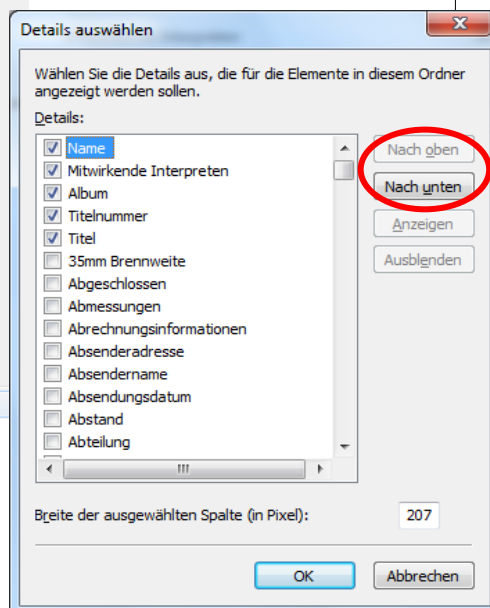 Details auswählen
Wählen Sie die Details aus, die für die Elemente in diesem Ordner
angezeigt werden sollen.
Details:
Name
Mitwirkende Interpreten
Album
Titelnummer
Titel
35mm Brennweite
Abgeschlossen
Abmessungen
Abrechnungsinformationen
Absenderadresse
Absendername
Absendungsdatum
Abstand
Abteilung
Nach oben
Nach unten
Anzeigen
Ausblenden
Breite der ausgewählten Spalte (in Pixel): 207
OK Abbrechen